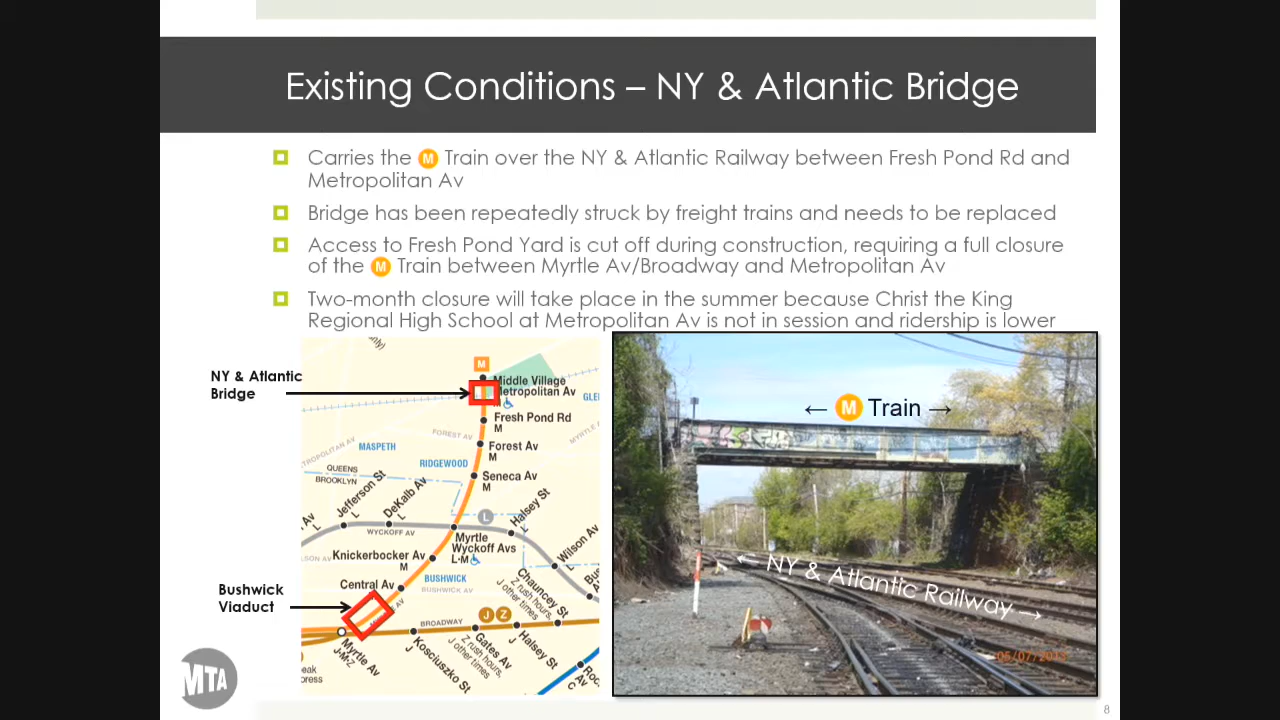 Existing Conditions – NY & Atlantic Bridge
Carries the M Train over the NY & Atlantic Railway between Fresh Pond Rd and
Metropolitan Av
Bridge has been repeatedly struck by freight trains and needs to be replaced
Access to Fresh Pond Yard is cut off during construction, requiring a full closure
of the M Train between Myrtle Av/Broadway and Metropolitan Av
Two-month closure will take place in the summer because Christ the King
Regional High School at Metropolitan Av is not in session and ridership is lower
NY & Atlantic
Bridge
Bushwick
Viaduct
M
Middle Village
Metropolitan Av
M
Fresh Pond Rd
M
FOREST AV
Forest Av
M
MASPETH
RIDGEWOOD
Seneca Av
M
QUEENS
BROOKLYN
Jefferson St
L
DeKalb Av
L
WYCKOFF AV
L
Halsey St
L
Wilson Av
L
Myrtle
Wyckoff Avs
L-M
Knickerbocker Av
M
Central Av
M
BUSHWICK
BUSHWICK AV
Chauncey St
Z rush hours,
J other times
BROADWAY
J Z
Myrtle Av
Kosciuszko St
J
Gates Av
Z rush hours,
J other times
Halsey St
J
C
← M Train →
← NY & Atlantic Railway →
05/07/2013
MTA
8